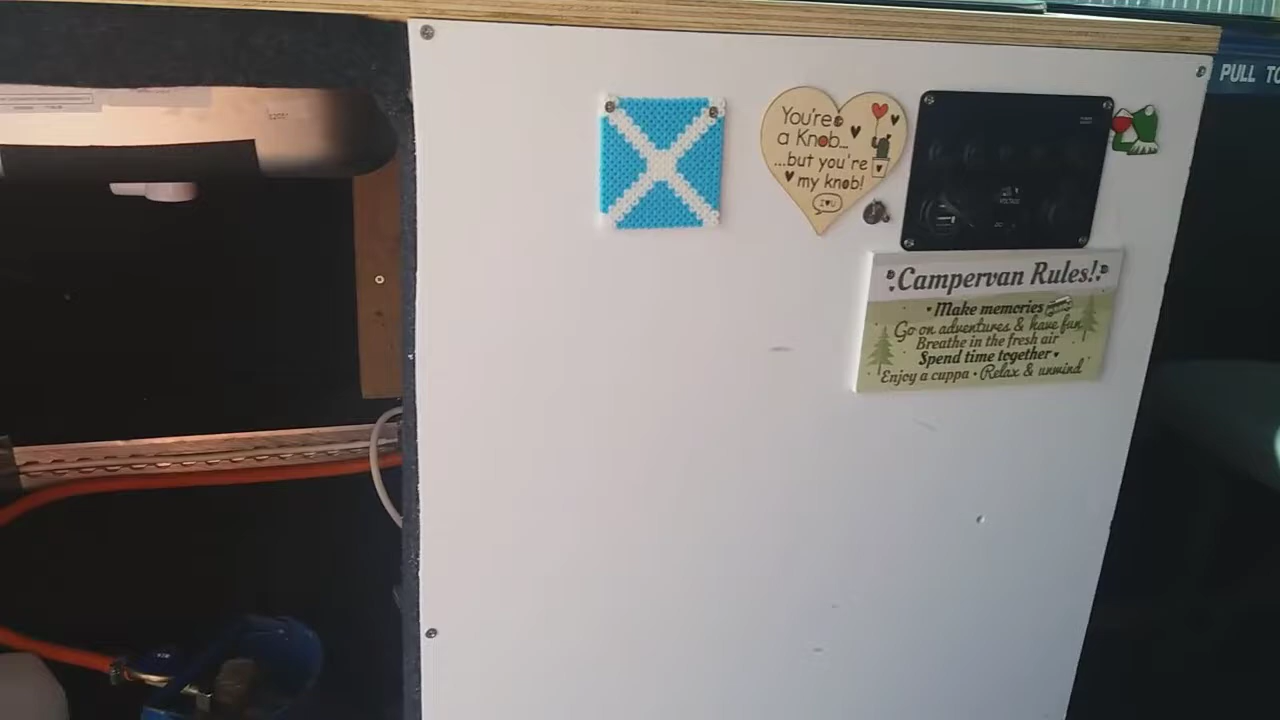 PULL TO
You're
a Knob...
...but you're
my knob!
I♥U
Campervan Rules!
Make memories
Go on adventures & have fun
Breathe in the fresh air
Spend time together
Enjoy a cuppa • Relax & unwind